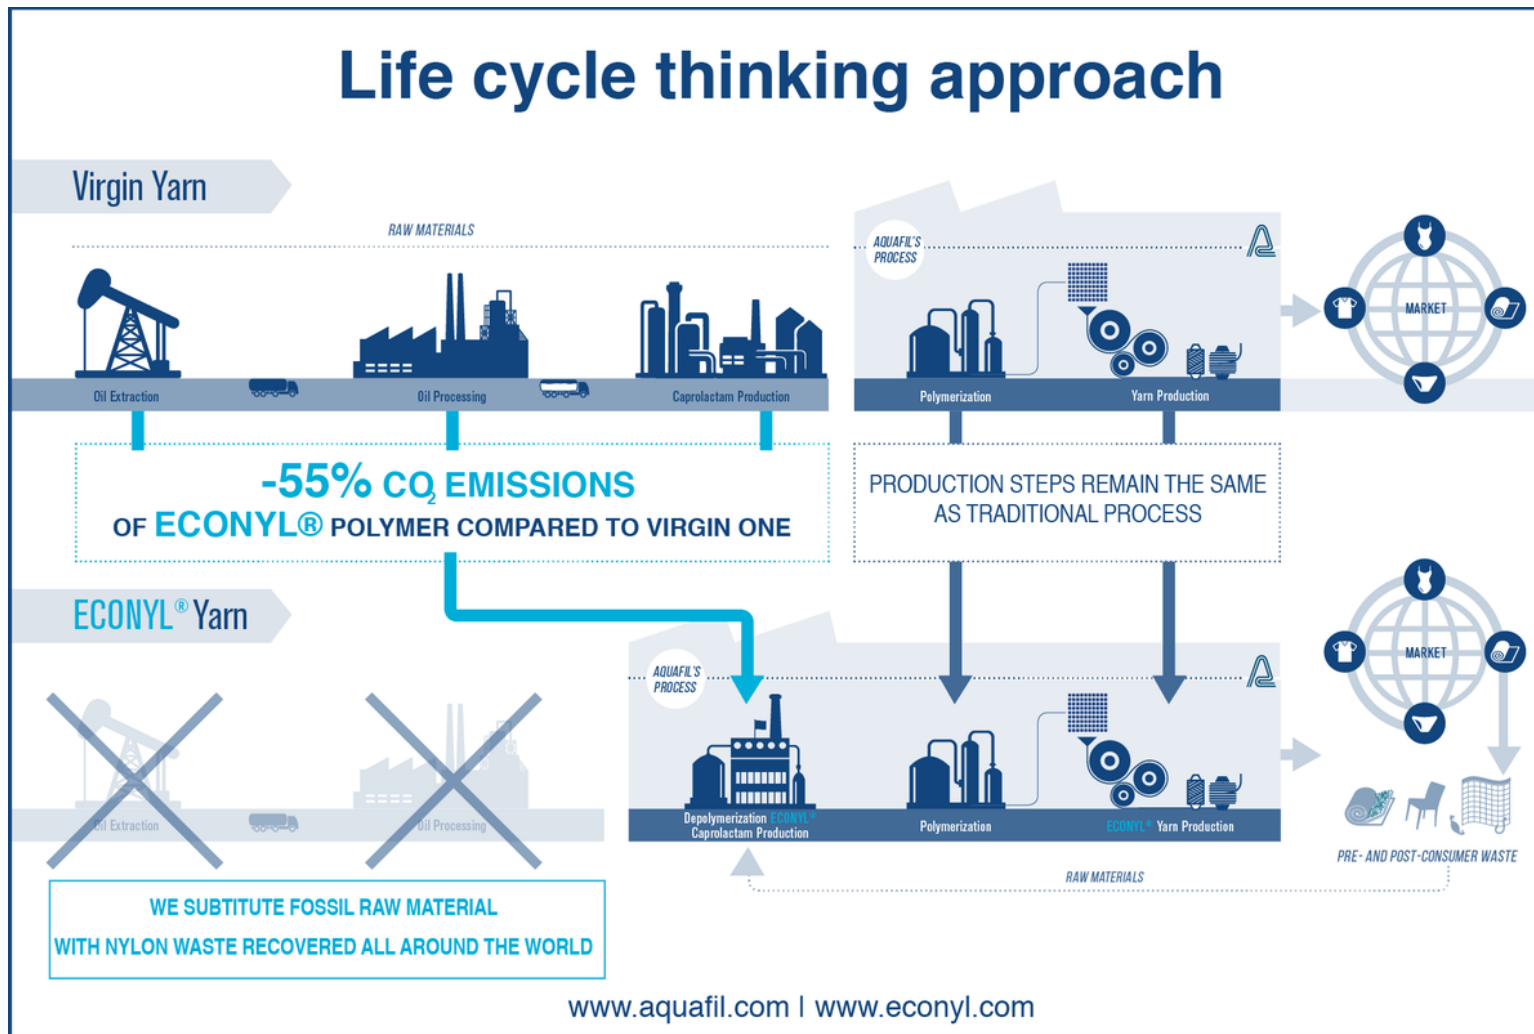 Life cycle thinking approach
Virgin Yarn
RAW MATERIALS
AQUAFIL'S
PROCESS
MARKET
Oil Extraction
Oil Processing
Caprolactam Production
Polymerization
Yarn Production
-55% CO2 EMISSIONS
OF ECONYL® POLYMER COMPARED TO VIRGIN ONE
PRODUCTION STEPS REMAIN THE SAME
AS TRADITIONAL PROCESS
ECONYL® Yarn
AQUAFIL'S
PROCESS
MARKET
Oil Extraction
Oil Processing
Depolymerization ECONYL®
Caprolactam Production
Polymerization
ECONYL® Yarn Production
PRE- AND POST-CONSUMER WASTE
RAW MATERIALS
WE SUBTITUTE FOSSIL RAW MATERIAL
WITH NYLON WASTE RECOVERED ALL AROUND THE WORLD
www.aquafil.com | www.econyl.com